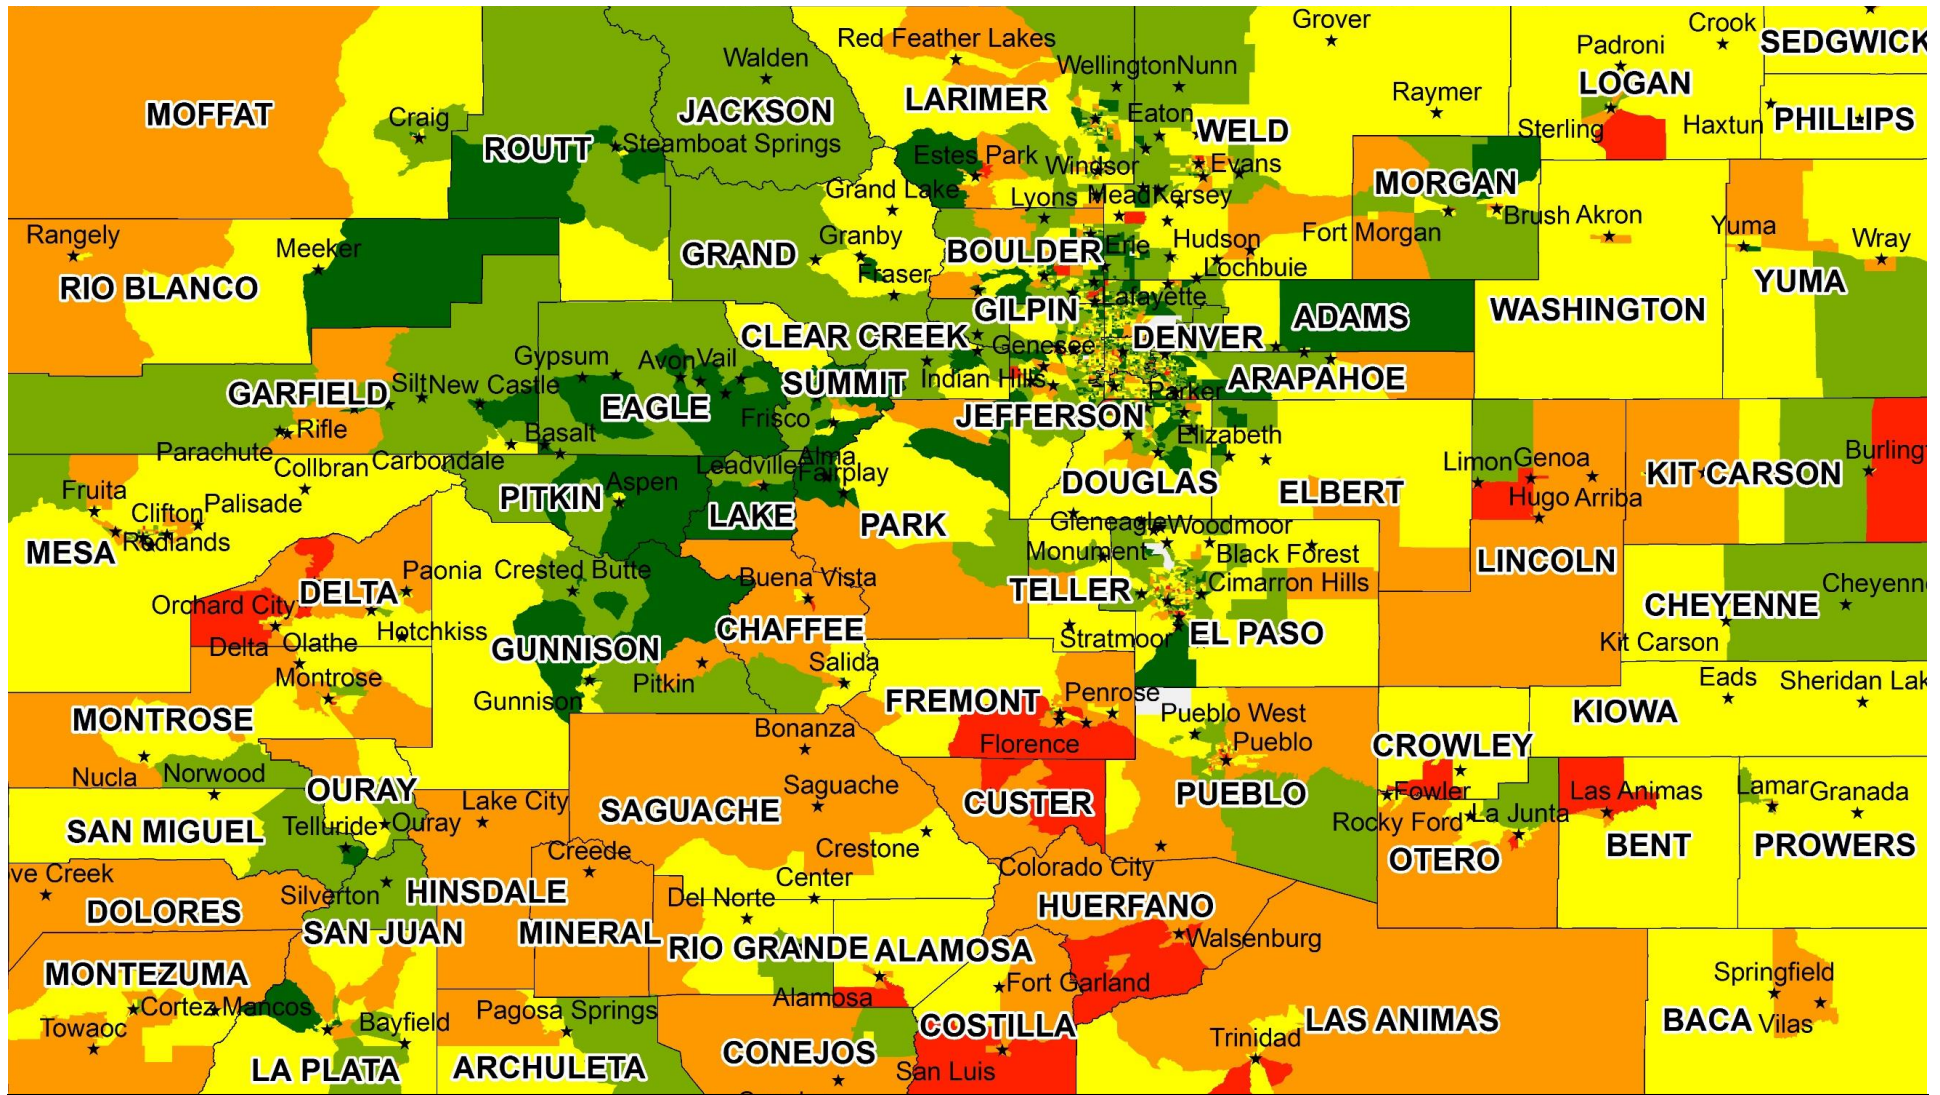 Grover
Crook
Red Feather Lakes
Padroni
SEDGWICK
Walden
Wellington
Nunn
LOGAN
MOFFAT
JACKSON
LARIMER
Raymer
Craig
Eaton
WELD
Sterling
Haxtun
PHILLIPS
ROUTT
Steamboat Springs
Estes Park
Windsor
Evans
MORGAN
Grand Lake
Lyons
Mead
Kersey
Brush
Akron
Rangely
Meeker
Granby
BOULDER
Erie
Hudson
Fort Morgan
Yuma
Wray
GRAND
Fraser
Lochbuie
RIO BLANCO
Lafayette
YUMA
GILPIN
WASHINGTON
CLEAR CREEK
DENVER
ADAMS
Genesee
Gypsum
Avon
Vail
SUMMIT
Indian Hills
ARAPAHOE
GARFIELD
Silt
New Castle
EAGLE
Parker
Frisco
JEFFERSON
Rifle
Basalt
Elizabeth
Parachute
Collbran
Carbondale
Leadville
Alma
Fairplay
Limon
Genoa
Burling
Fruita
Palisade
PITKIN
Aspen
DOUGLAS
ELBERT
Hugo
Arriba
KIT CARSON
Clifton
LAKE
PARK
Gleneagle
Woodmoor
MESA
Redlands
Monument
Black Forest
LINCOLN
Paonia
Crested Butte
Buena Vista
TELLER
Cimarron Hills
Cheyenn
Orchard City
DELTA
CHEYENNE
Delta
Olathe
Hotchkiss
GUNNISON
CHAFFEE
Stratmoor
EL PASO
Kit Carson
Montrose
Pitkin
Salida
Gunnison
FREMONT
Penrose
Eads
Sheridan Lak
MONTROSE
Bonanza
Florence
Pueblo West
Pueblo
KIOWA
CROWLEY
Nucla
Norwood
OURAY
Lake City
Saguache
CUSTER
PUEBLO
Fowler
Las Animas
Lamar
Granada
SAGUACHE
SAN MIGUEL
Telluride
Ouray
Rocky Ford
La Junta
Creede
Crestone
Colorado City
OTERO
BENT
PROWERS
ove Creek
Silverton
HINSDALE
Center
DOLORES
Del Norte
HUERFANO
SAN JUAN
MINERAL
RIO GRANDE
ALAMOSA
Walsenburg
MONTEZUMA
Fort Garland
Springfield
Cortez
Mancos
Alamosa
Towaoc
Bayfield
Pagosa Springs
COSTILLA
Trinidad
LAS ANIMAS
BACA
Vilas
LA PLATA
ARCHULETA
CONEJOS
San Luis